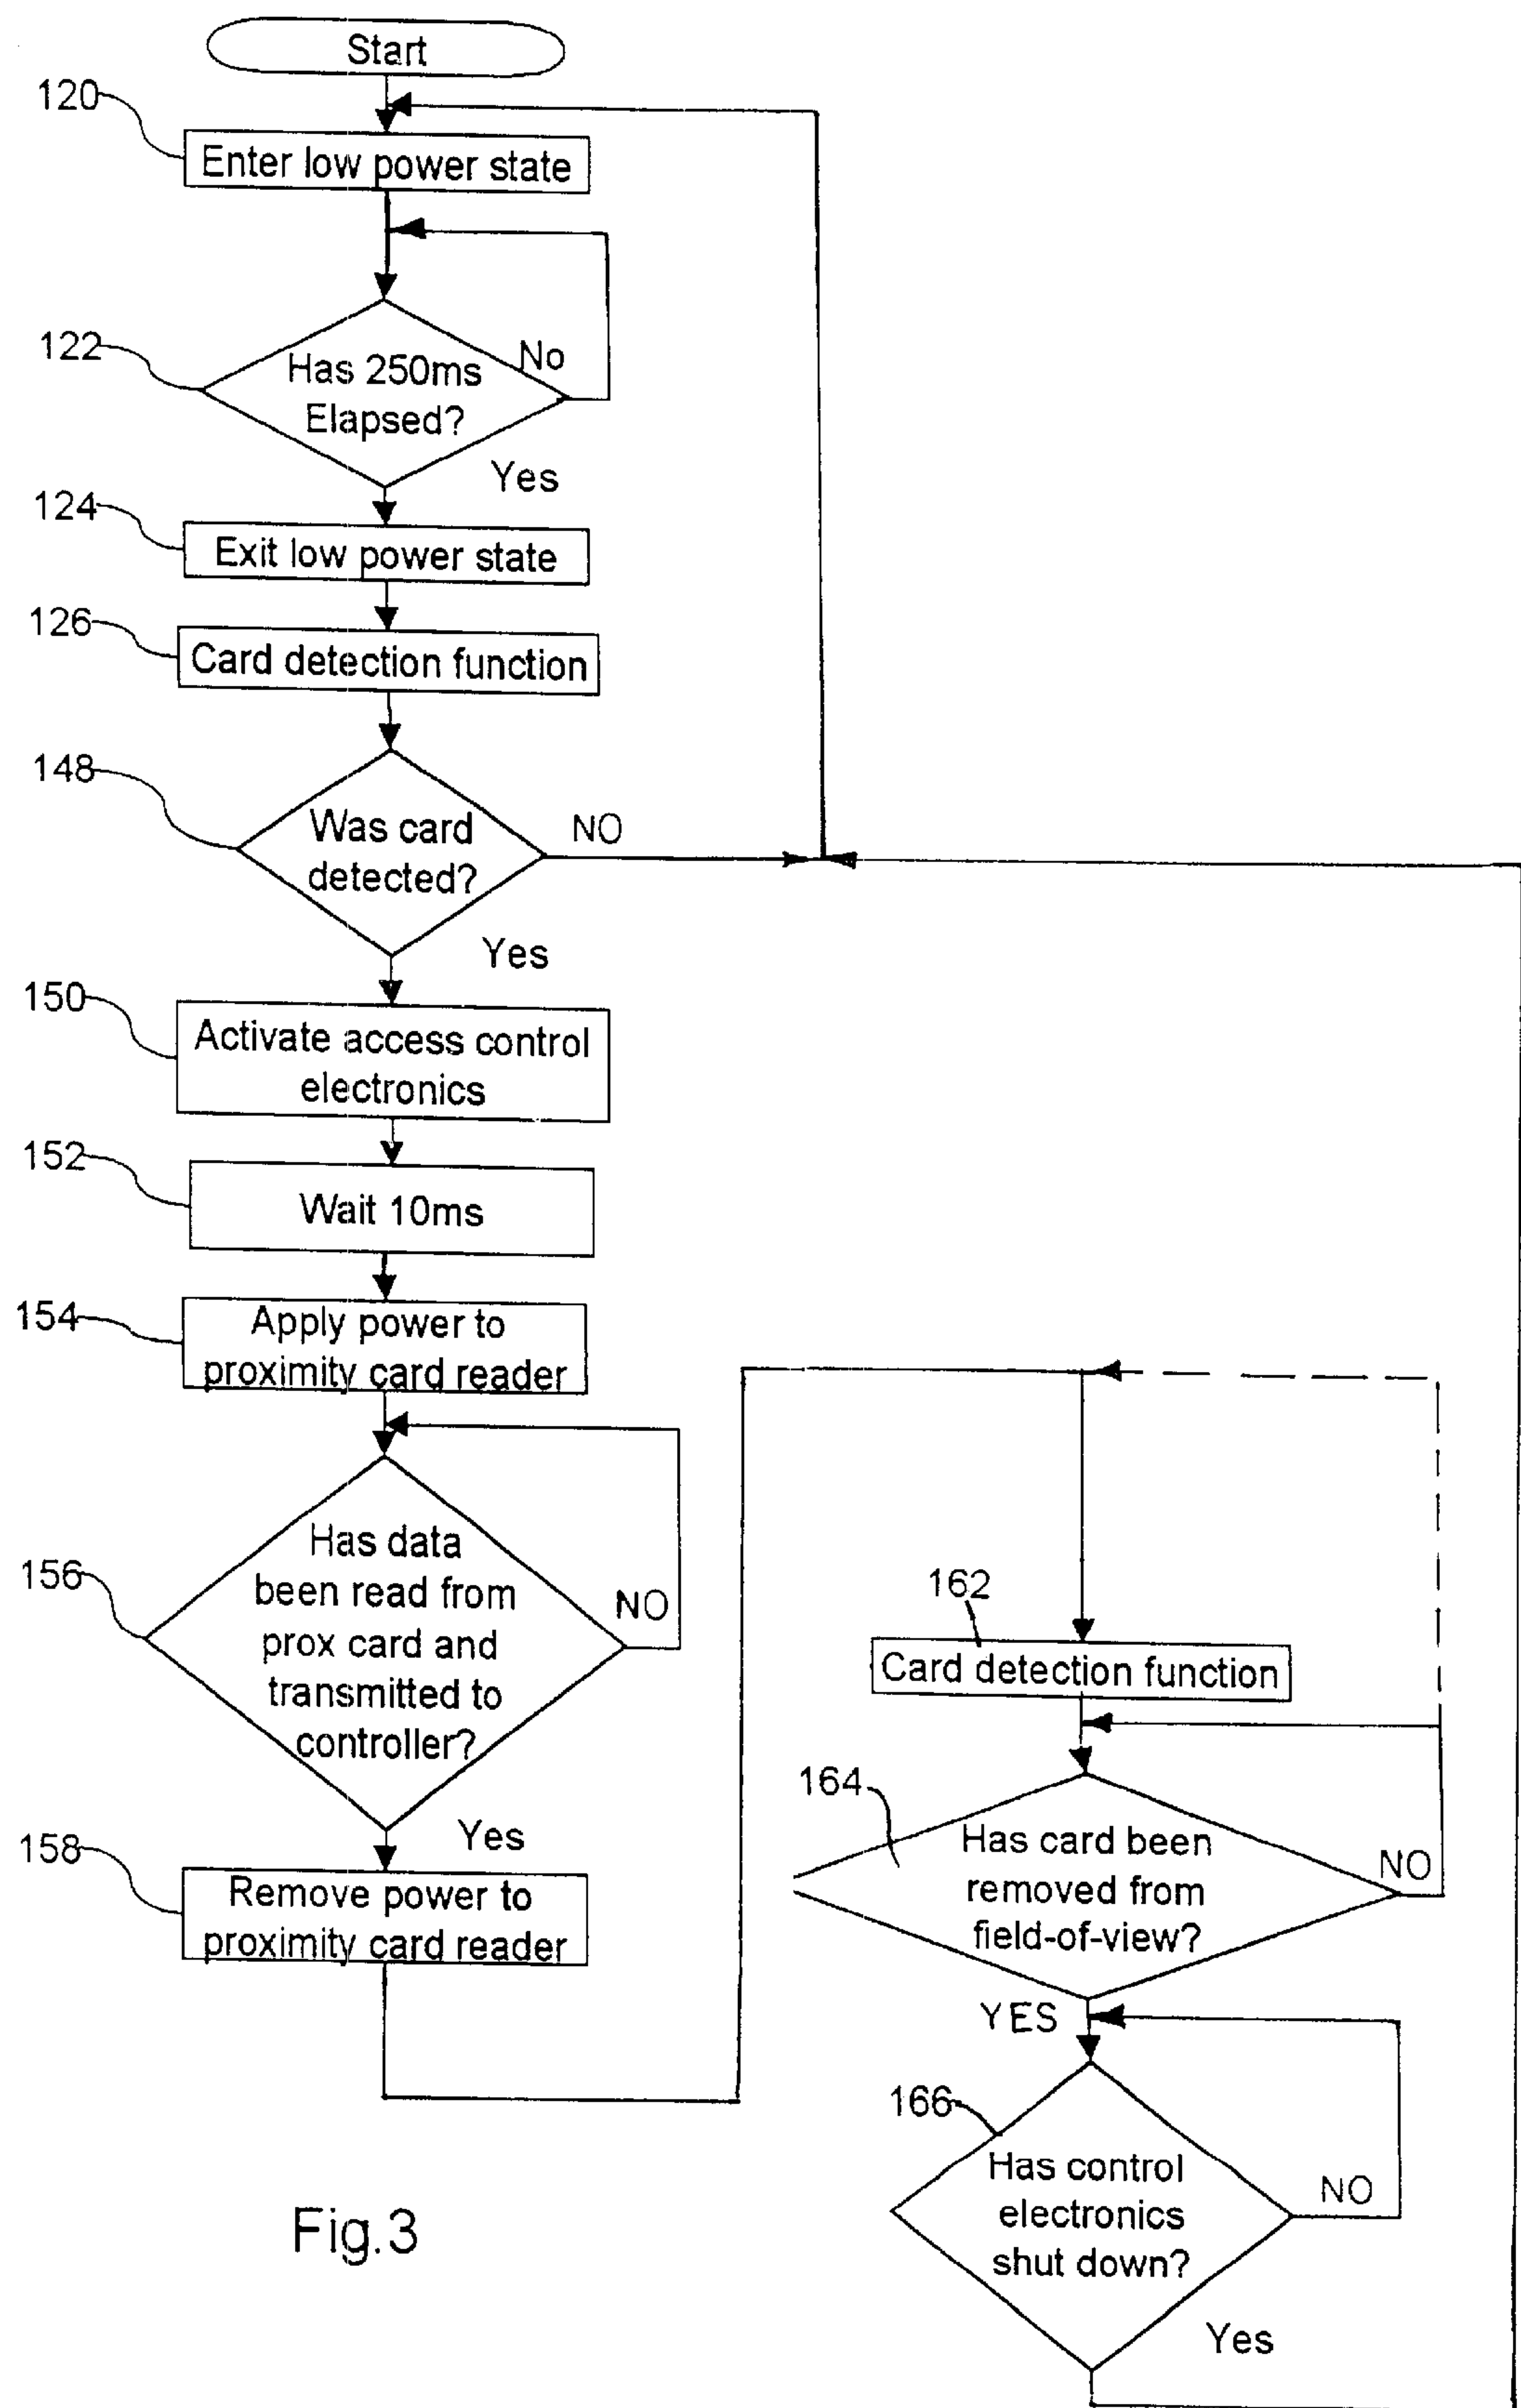 Start
120
Enter low power state
122
Has 250ms
Elapsed?
No
Yes
124
Exit low power state
126
Card detection function
148
Was card
detected?
NO
Yes
150
Activate access control
electronics
152
Wait 10ms
154
Apply power to
proximity card reader
156
Has data
been read from
prox card and
transmitted to
controller?
NO
Yes
158
Remove power to
proximity card reader
162
Card detection function
164
Has card been
removed from
field-of-view?
NO
YES
166
Has control
electronics
shut down?
NO
Yes
Fig.3